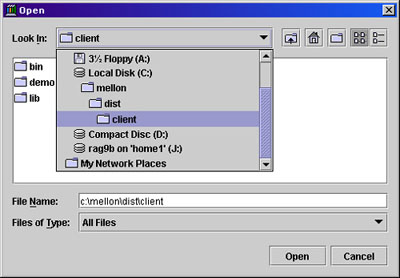 Open
Look In: client
3½ Floppy (A:)
Local Disk (C:)
mellon
dist
client
Compact Disc (D:)
rag9b on 'home1' (J:)
My Network Places
bin
demo
lib
File Name: c:\mellon\dist\client
Files of Type: All Files
Open Cancel